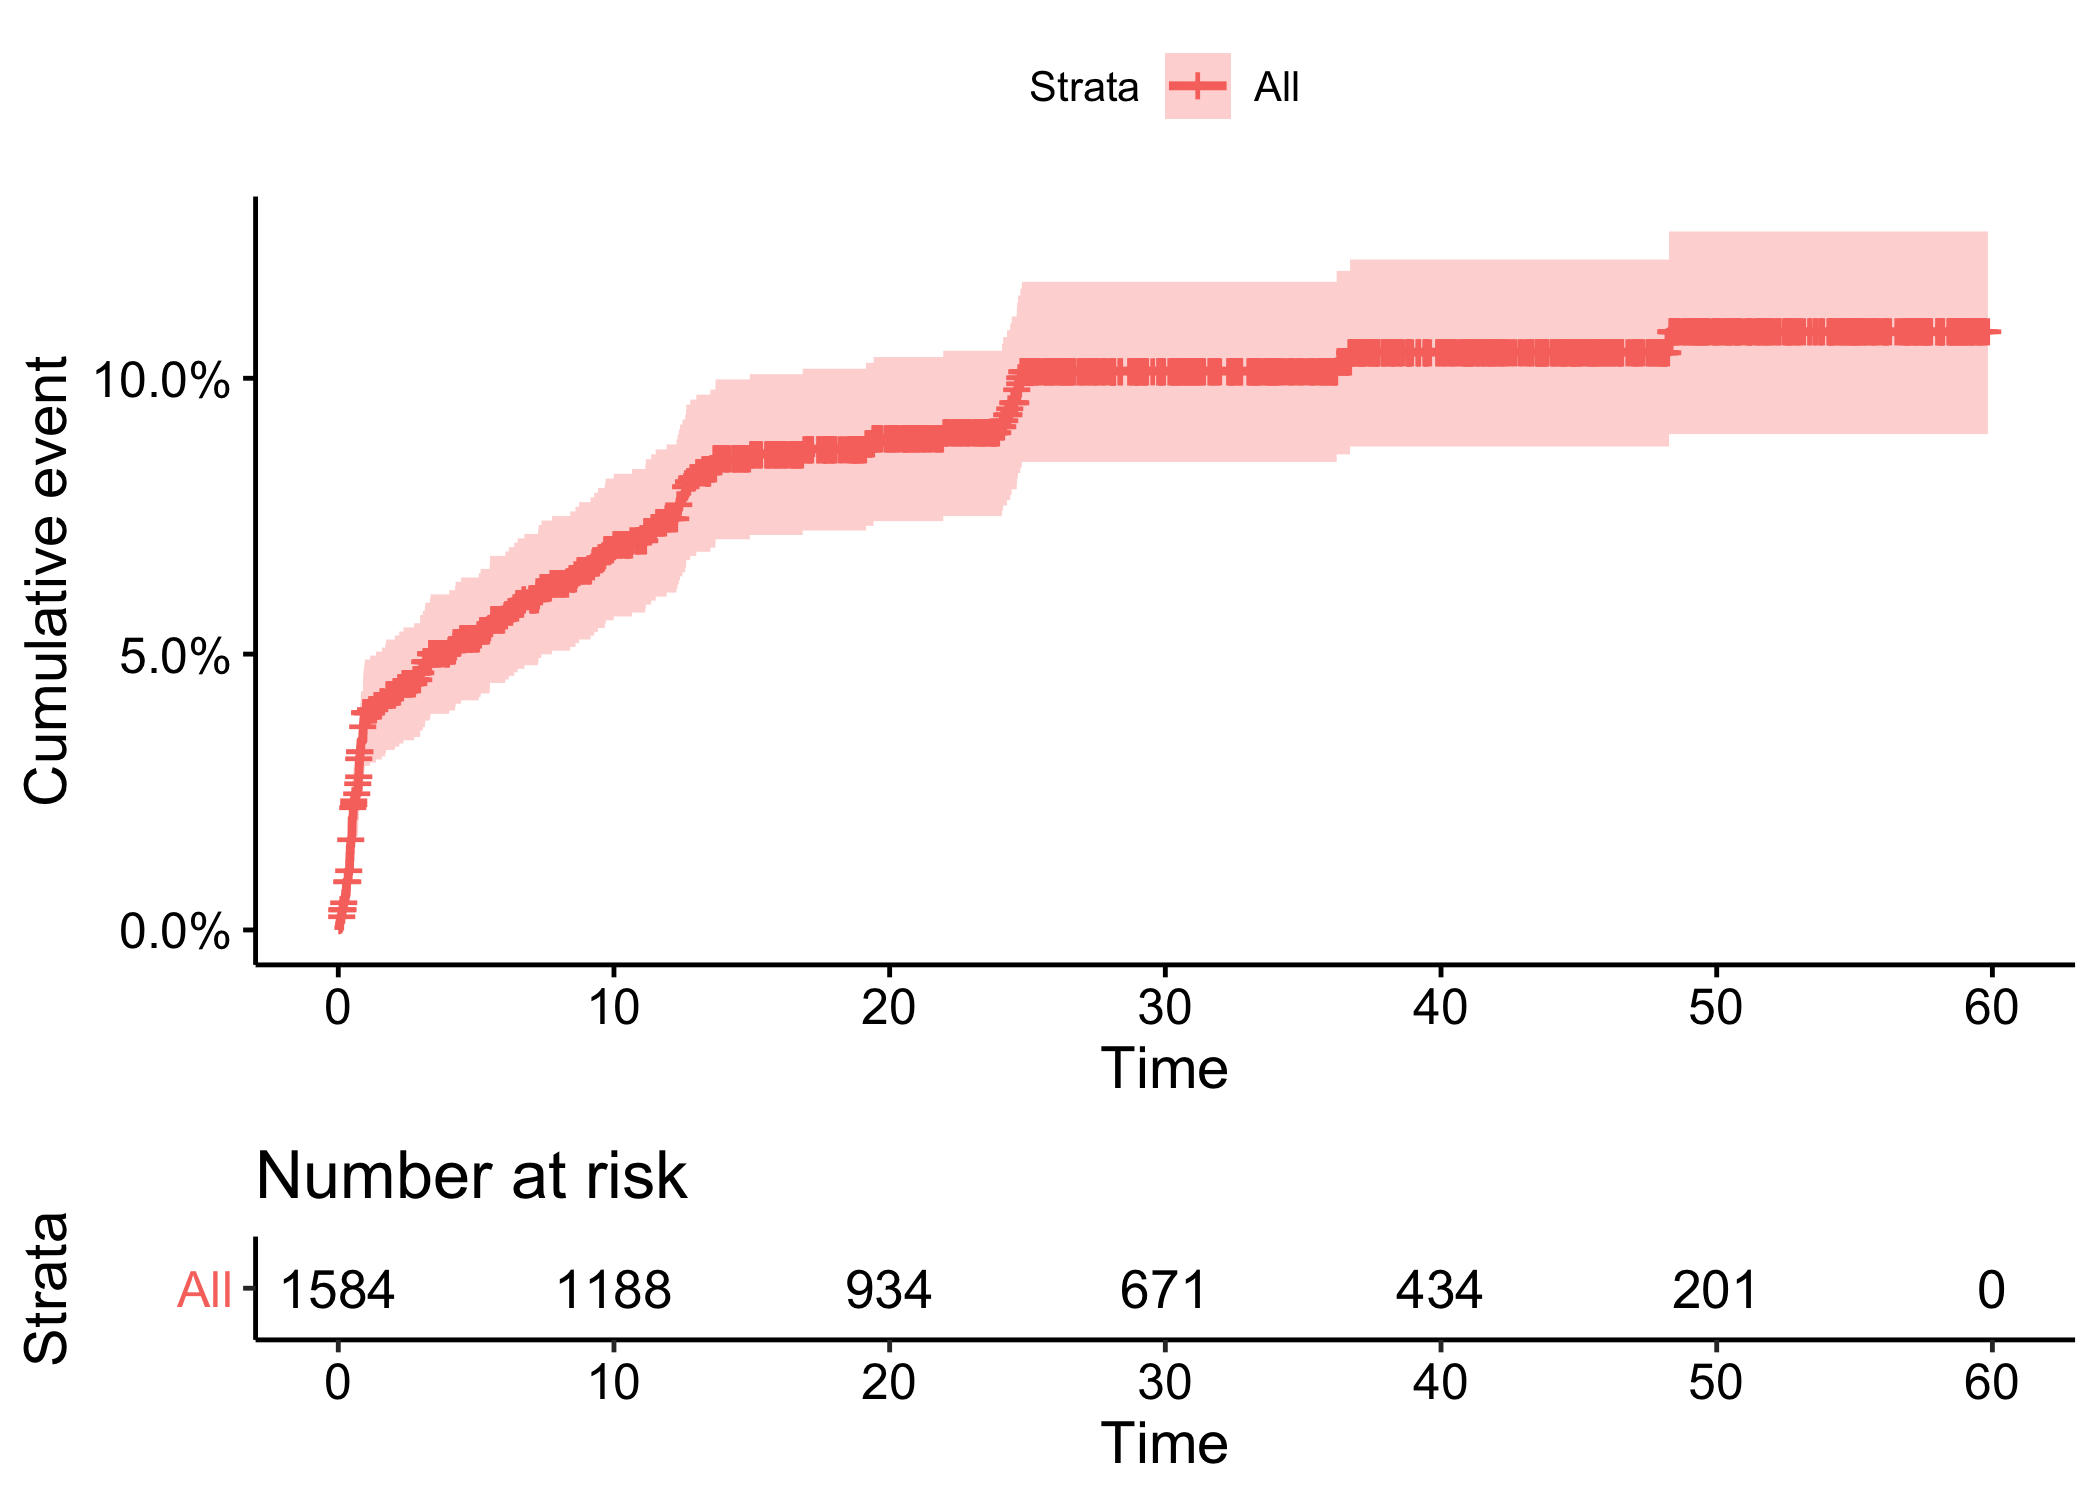 Strata All
Cumulative event
10.0%
5.0%
0.0%
0 10 20 30 40 50 60
Time
Number at risk
Strata
All 1584 1188 934 671 434 201 0
0 10 20 30 40 50 60
Time